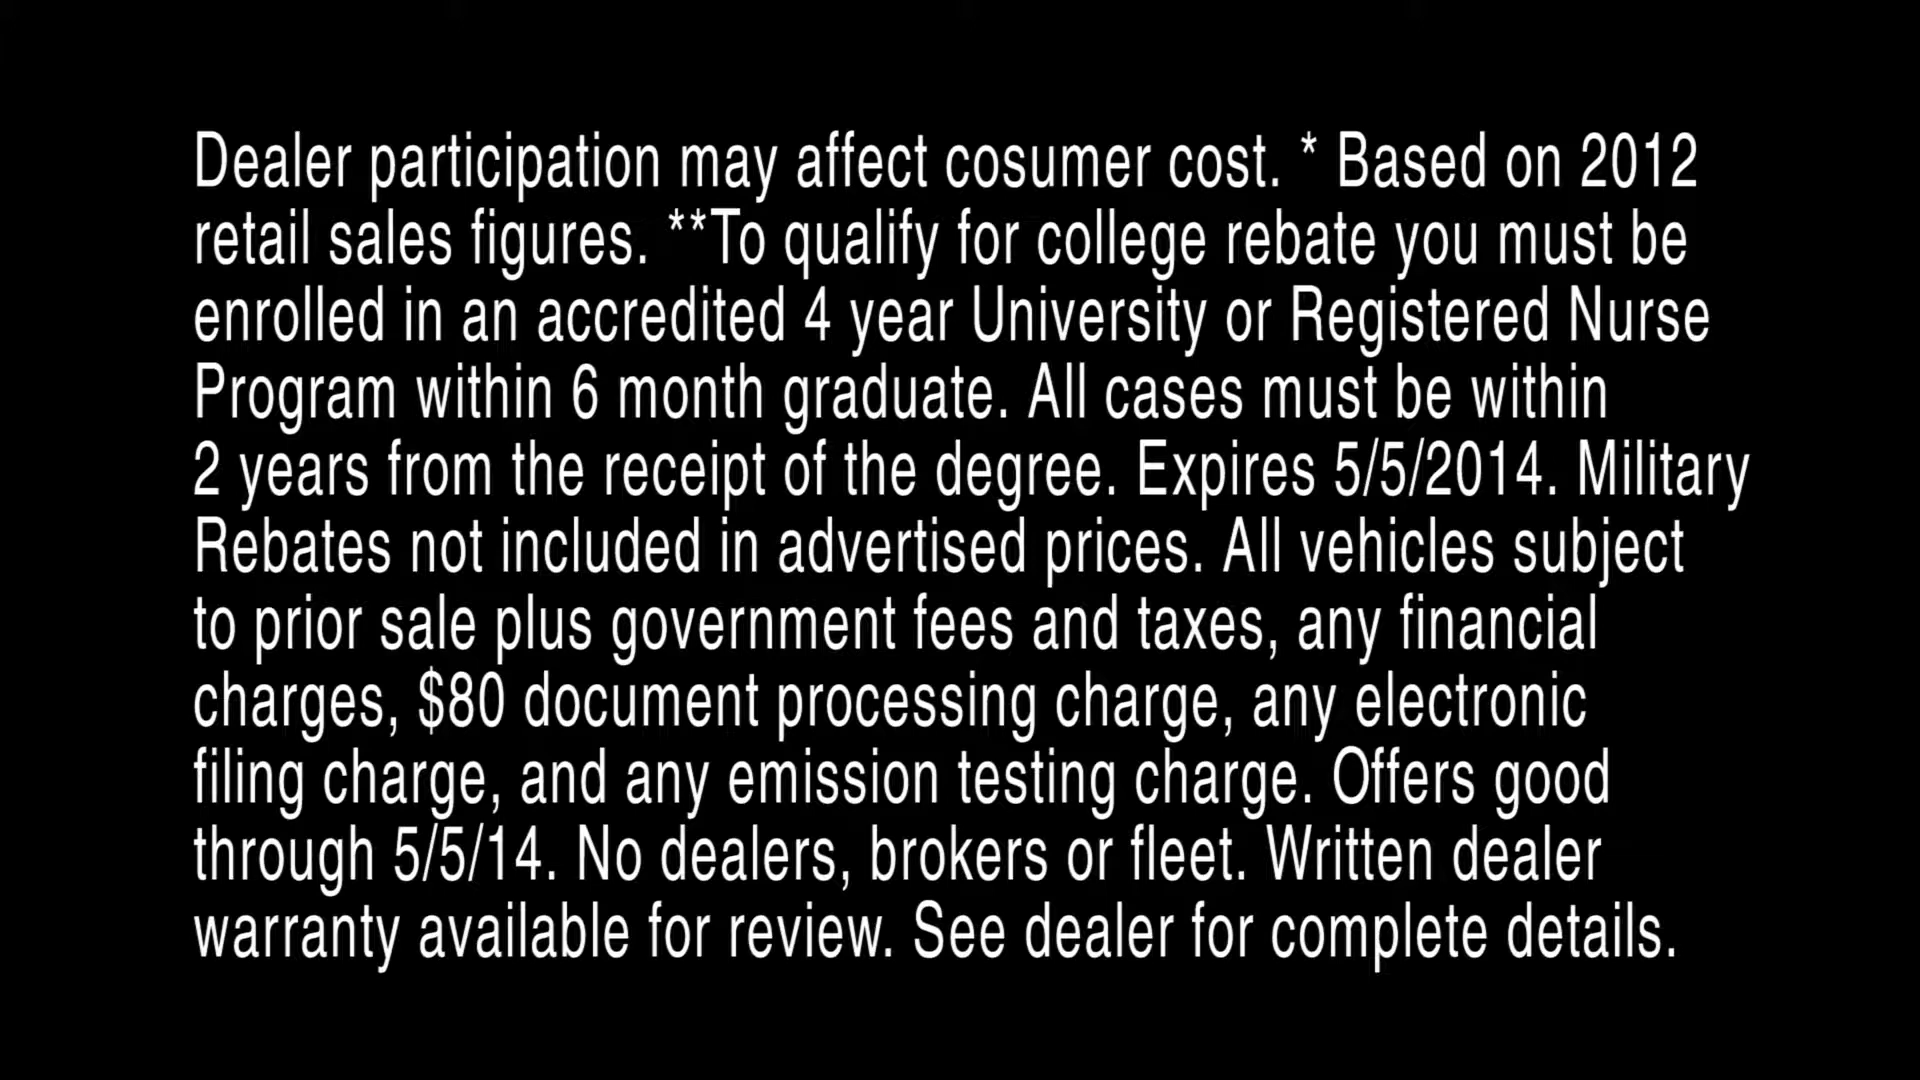 Dealer participation may affect cosumer cost. * Based on 2012
retail sales figures. **To qualify for college rebate you must be
enrolled in an accredited 4 year University or Registered Nurse
Program within 6 month graduate. All cases must be within
2 years from the receipt of the degree. Expires 5/5/2014. Military
Rebates not included in advertised prices. All vehicles subject
to prior sale plus government fees and taxes, any financial
charges, $80 document processing charge, any electronic
filing charge, and any emission testing charge. Offers good
through 5/5/14. No dealers, brokers or fleet. Written dealer
warranty available for review. See dealer for complete details.